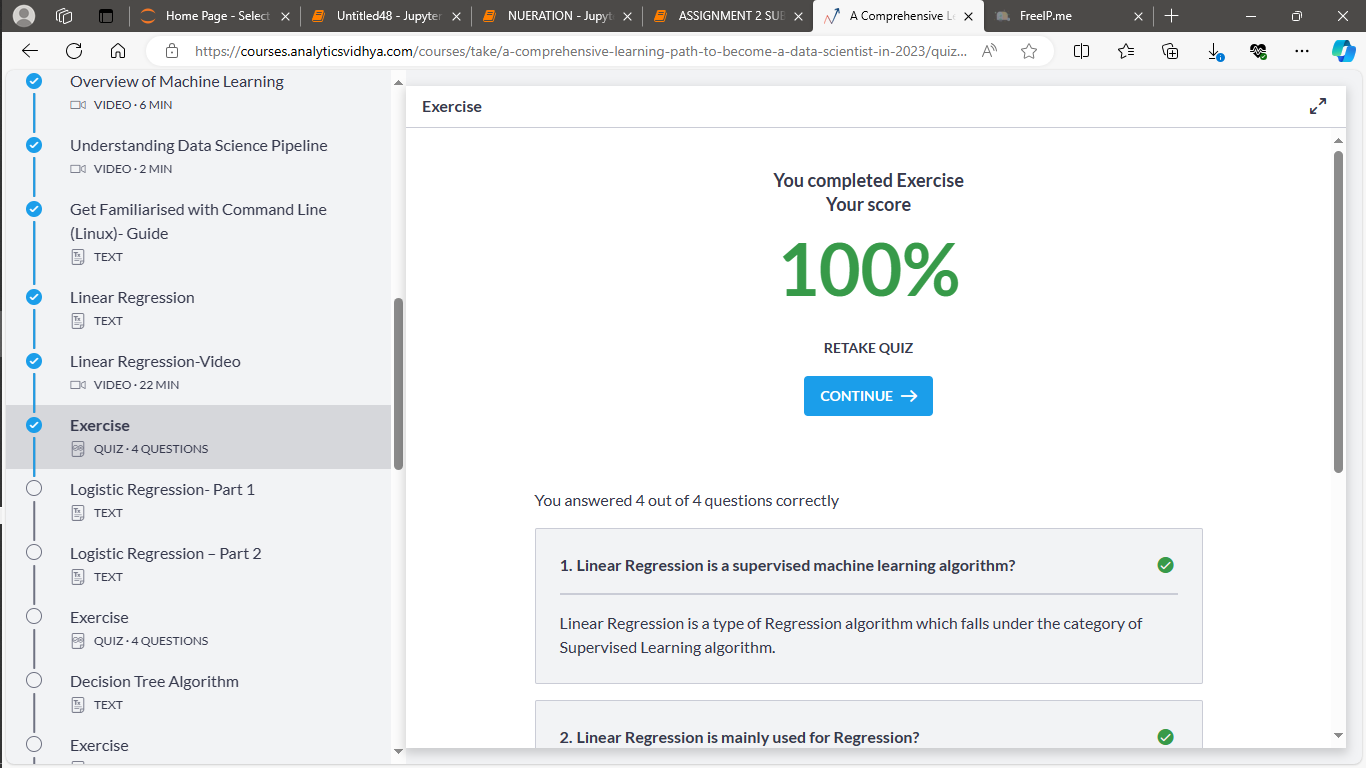 Home Page - Select
Untitled48 - Jupyter
NUERATION - Jupyt
ASSIGNMENT 2 SUB
A Comprehensive Le
FreeIP.me
https://courses.analyticsvidhya.com/courses/take/a-comprehensive-learning-path-to-become-a-data-scientist-in-2023/quiz...
Overview of Machine Learning
VIDEO · 6 MIN
Understanding Data Science Pipeline
VIDEO · 2 MIN
Get Familiarised with Command Line
(Linux)- Guide
TEXT
Linear Regression
TEXT
Linear Regression-Video
VIDEO · 22 MIN
Exercise
QUIZ · 4 QUESTIONS
Logistic Regression- Part 1
TEXT
Logistic Regression – Part 2
TEXT
Exercise
QUIZ · 4 QUESTIONS
Decision Tree Algorithm
TEXT
Exercise
Exercise
You completed Exercise
Your score
100%
RETAKE QUIZ
CONTINUE →
You answered 4 out of 4 questions correctly
1. Linear Regression is a supervised machine learning algorithm?
Linear Regression is a type of Regression algorithm which falls under the category of
Supervised Learning algorithm.
2. Linear Regression is mainly used for Regression?